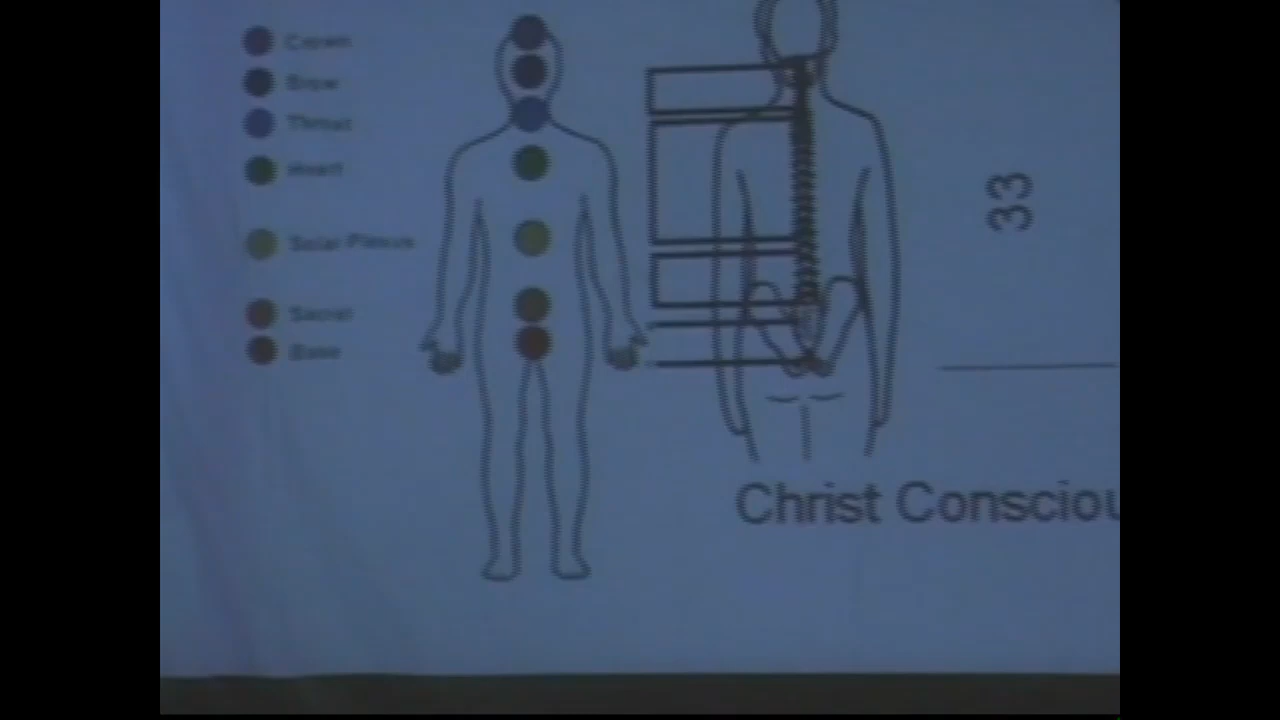 Crown
Brow
Throat
Heart
Solar Plexus
Sacral
Base
33
Christ Consciou